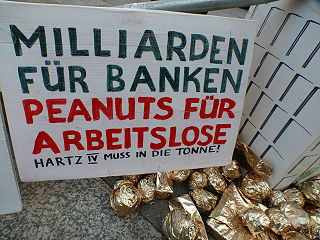 MILLIARDEN
FÜR BANKEN
PEANUTS FÜR
ARBEITSLOSE
HARTZ IV MUSS IN DIE TONNE!